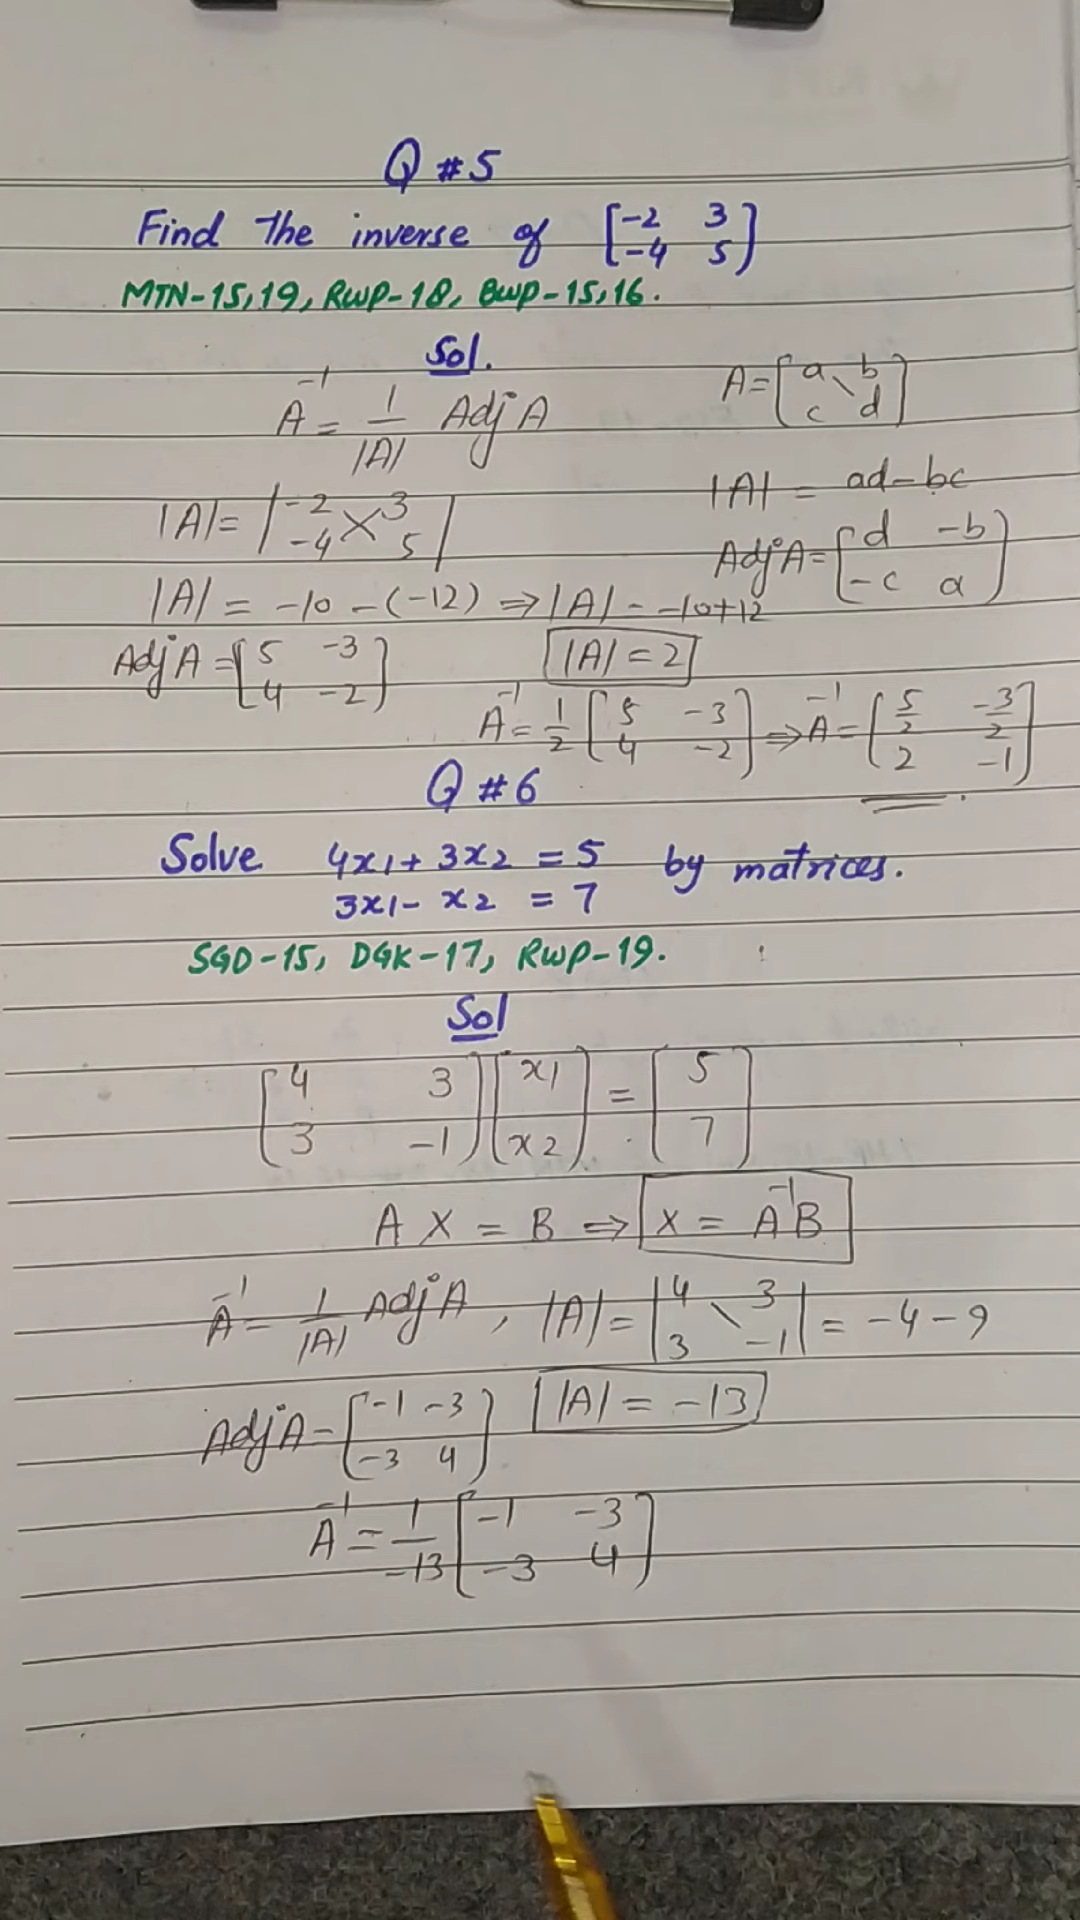 Q #5
Find the inverse of [-2 3
-4 5]
MTN-15,19, RWP-18, BWP-15,16.
Sol.
A⁻¹ = 1/|A| Adj A
A = [a b
c d]
|A| = ad - bc
Adj A = [d -b
-c a]
|A| = |-2 3
-4 5|
|A| = -10 - (-12) ⇒ |A| = -10+12
Adj A = [5 -3
4 -2]
|A| = 2
A⁻¹ = 1/2 [5 -3
4 -2] ⇒ A⁻¹ = [5/2 -3/2
2 -1]
Q #6
Solve 4x1 + 3x2 = 5 by matrices.
3x1 - x2 = 7
SGD-15, DGK-17, RWP-19.
Sol
[4 3
3 -1] [x1
x2] = [5
7]
A X = B ⇒ X = A⁻¹B
A⁻¹ = 1/|A| Adj A, |A| = |4 3
3 -1| = -4 - 9
Adj A = [-1 -3
-3 4] |A| = -13
A⁻¹ = 1/-13 [-1 -3
-3 4]